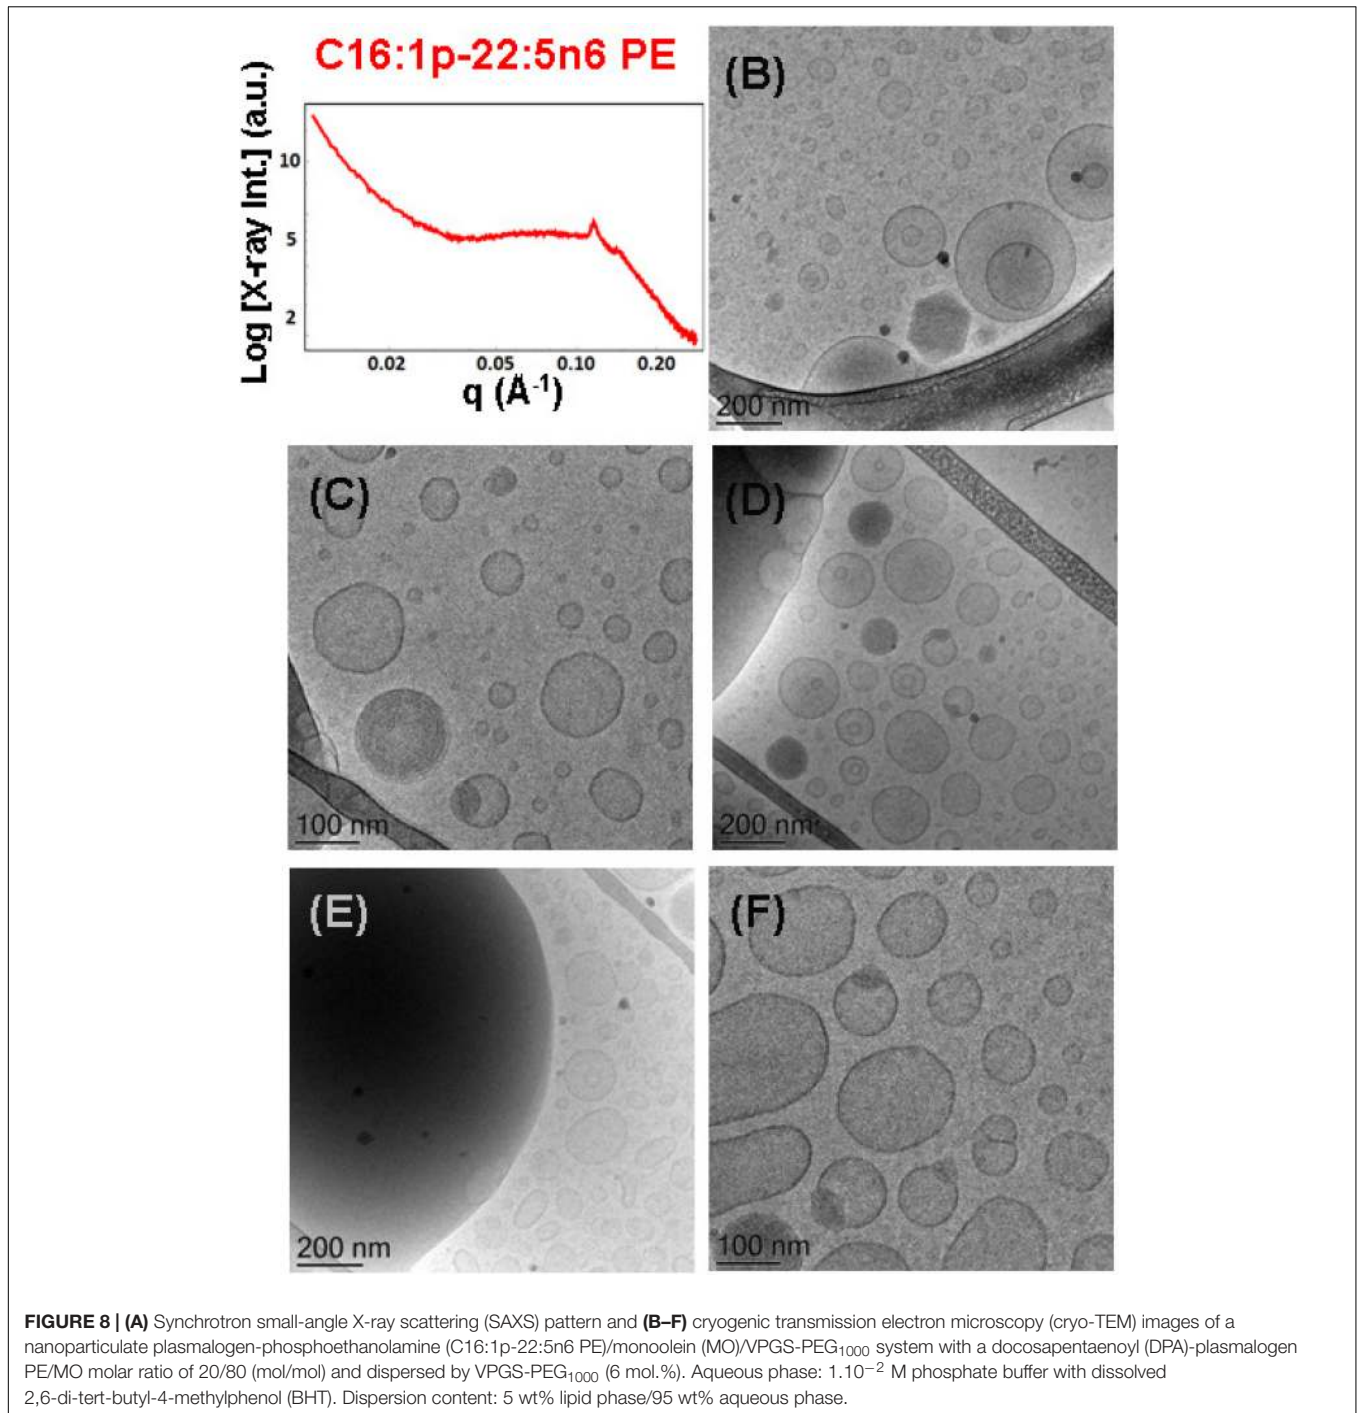 C16:1p-22:5n6 PE
Log [X-ray Int.] (a.u.)
10
5
2
0.02 0.05 0.10 0.20
q (Å-1)
(B)
200 nm
(C)
100 nm
(D)
200 nm
(E)
200 nm
(F)
100 nm
FIGURE 8 | (A) Synchrotron small-angle X-ray scattering (SAXS) pattern and (B–F) cryogenic transmission electron microscopy (cryo-TEM) images of a
nanoparticulate plasmalogen-phosphoethanolamine (C16:1p-22:5n6 PE)/monoolein (MO)/VPGS-PEG1000 system with a docosapentaenoyl (DPA)-plasmalogen
PE/MO molar ratio of 20/80 (mol/mol) and dispersed by VPGS-PEG1000 (6 mol.%). Aqueous phase: 1.10−2 M phosphate buffer with dissolved
2,6-di-tert-butyl-4-methylphenol (BHT). Dispersion content: 5 wt% lipid phase/95 wt% aqueous phase.